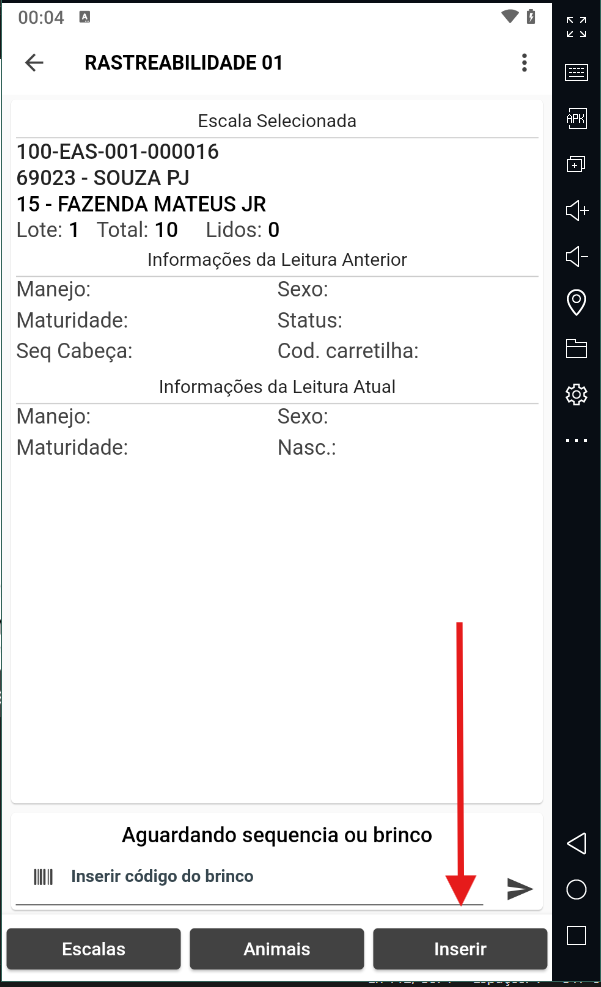 00:04
RASTREABILIDADE 01
Escala Selecionada
100-EAS-001-000016
69023 - SOUZA PJ
15 - FAZENDA MATEUS JR
Lote: 1 Total: 10 Lidos: 0
Informações da Leitura Anterior
Manejo: Sexo:
Maturidade: Status:
Seq Cabeça: Cod. carretilha:
Informações da Leitura Atual
Manejo: Sexo:
Maturidade: Nasc.:
Aguardando sequencia ou brinco
Inserir código do brinco
Escalas Animais Inserir
APK